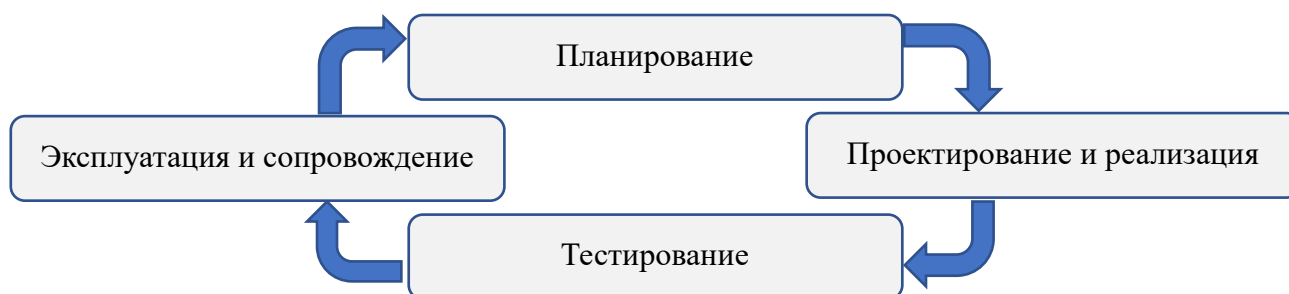 Планирование
Эксплуатация и сопровождение
Проектирование и реализация
Тестирование